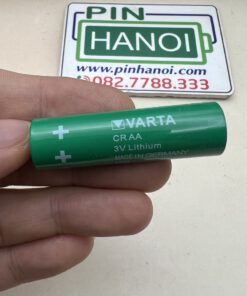 PIN
HANOI
www.pinhanoi.com
082.7788.333
+ VARTA
CR AA
3V Lithium
+ MADE IN GERMANY